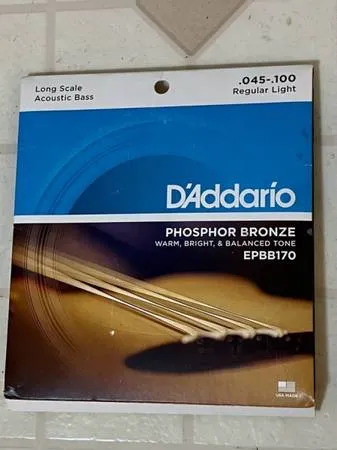 Long Scale
Acoustic Bass
.045-.100
Regular Light
D'Addario
PHOSPHOR BRONZE
WARM, BRIGHT, & BALANCED TONE
EPBB170
USA MADE